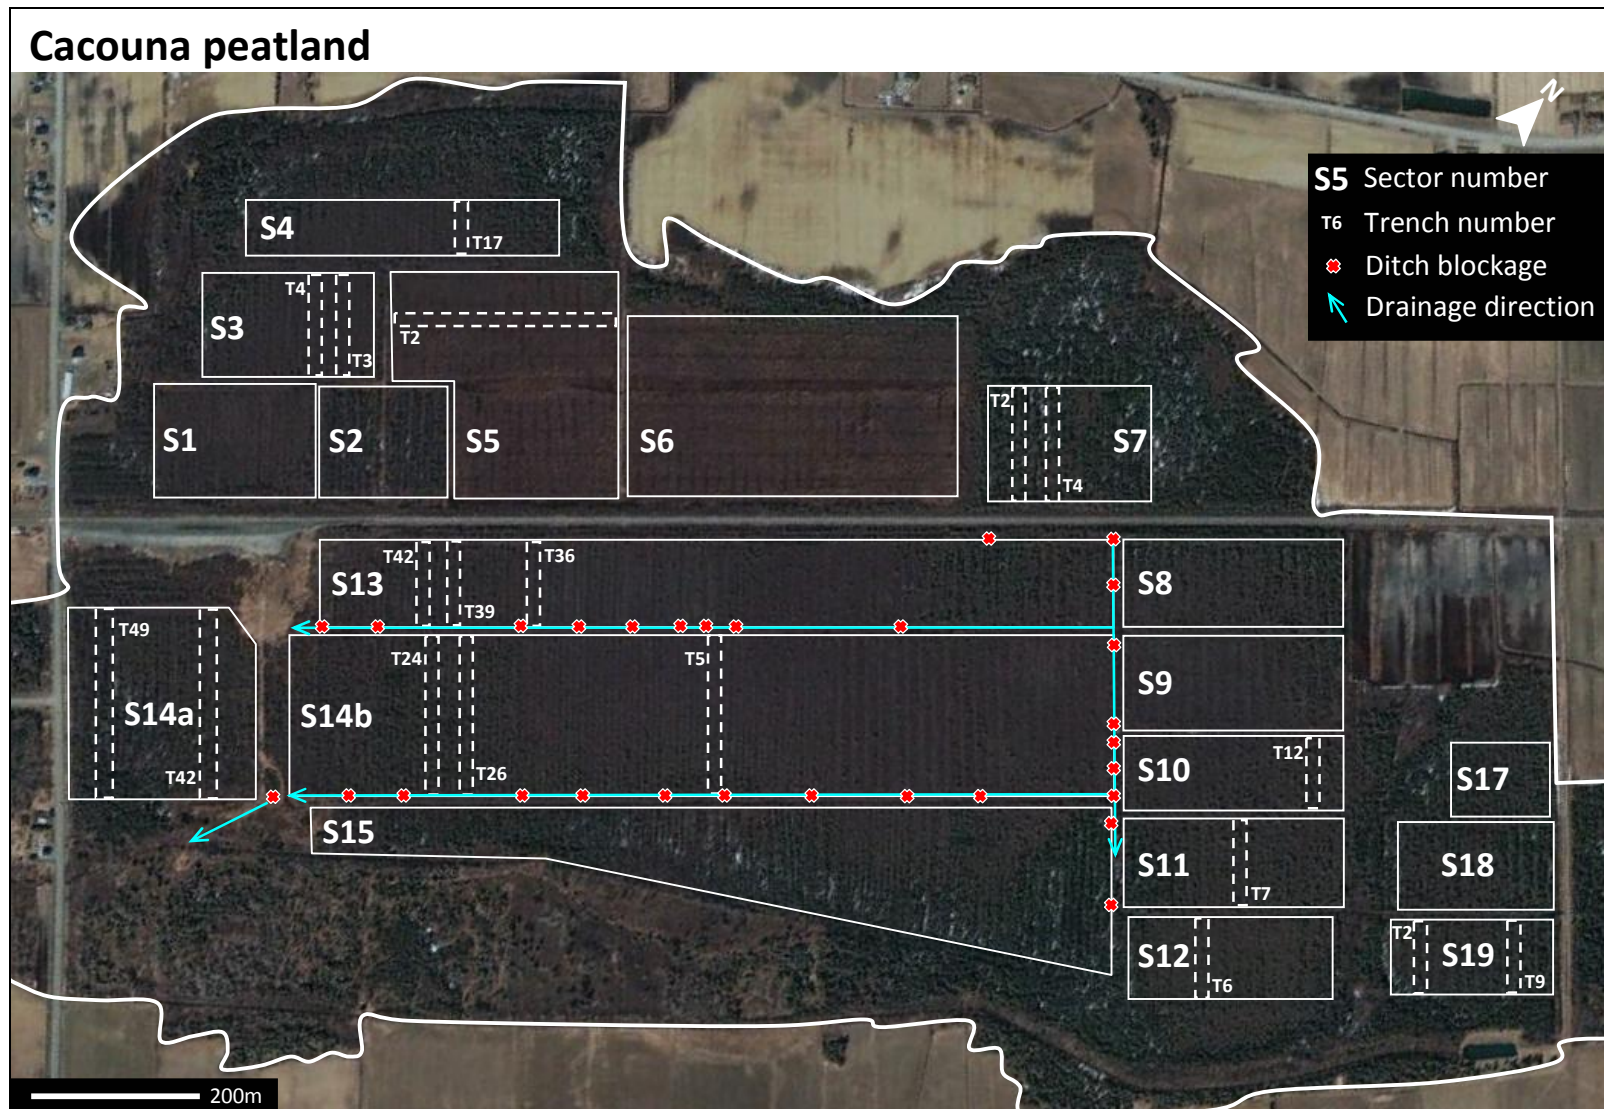 Cacouna peatland
N
S5 Sector number
T6 Trench number
Ditch blockage
Drainage direction
S4
T17
T4
S3
T3
T2
S1
S2
S5
S6
T2
S7
T4
T42
T36
S13
T39
S8
T49
T24
T5
S9
S14a
S14b
T42
T26
T12
S10
S17
S15
S11
T7
S18
S12
T6
T2
S19
T9
200m